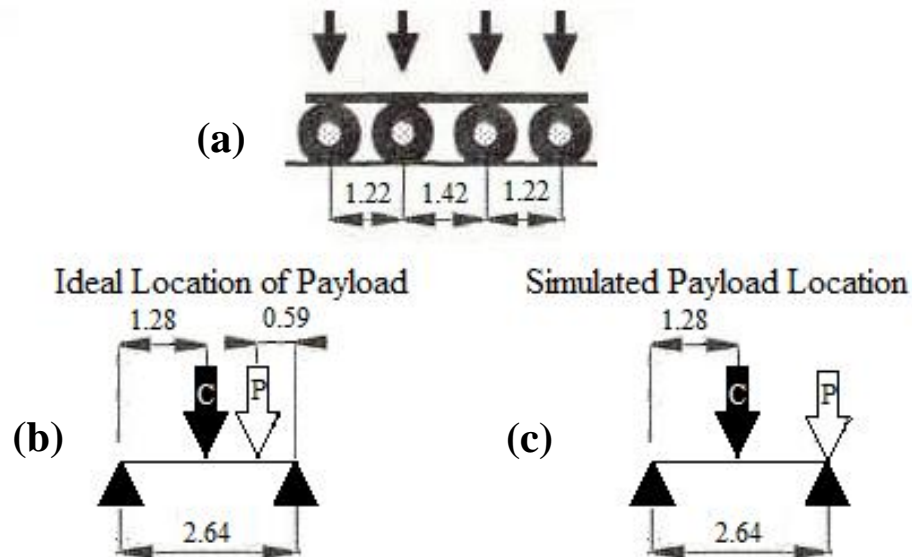 (a)
1.22 1.42 1.22
Ideal Location of Payload
1.28 0.59
C P
(b)
2.64
Simulated Payload Location
1.28
C P
(c)
2.64